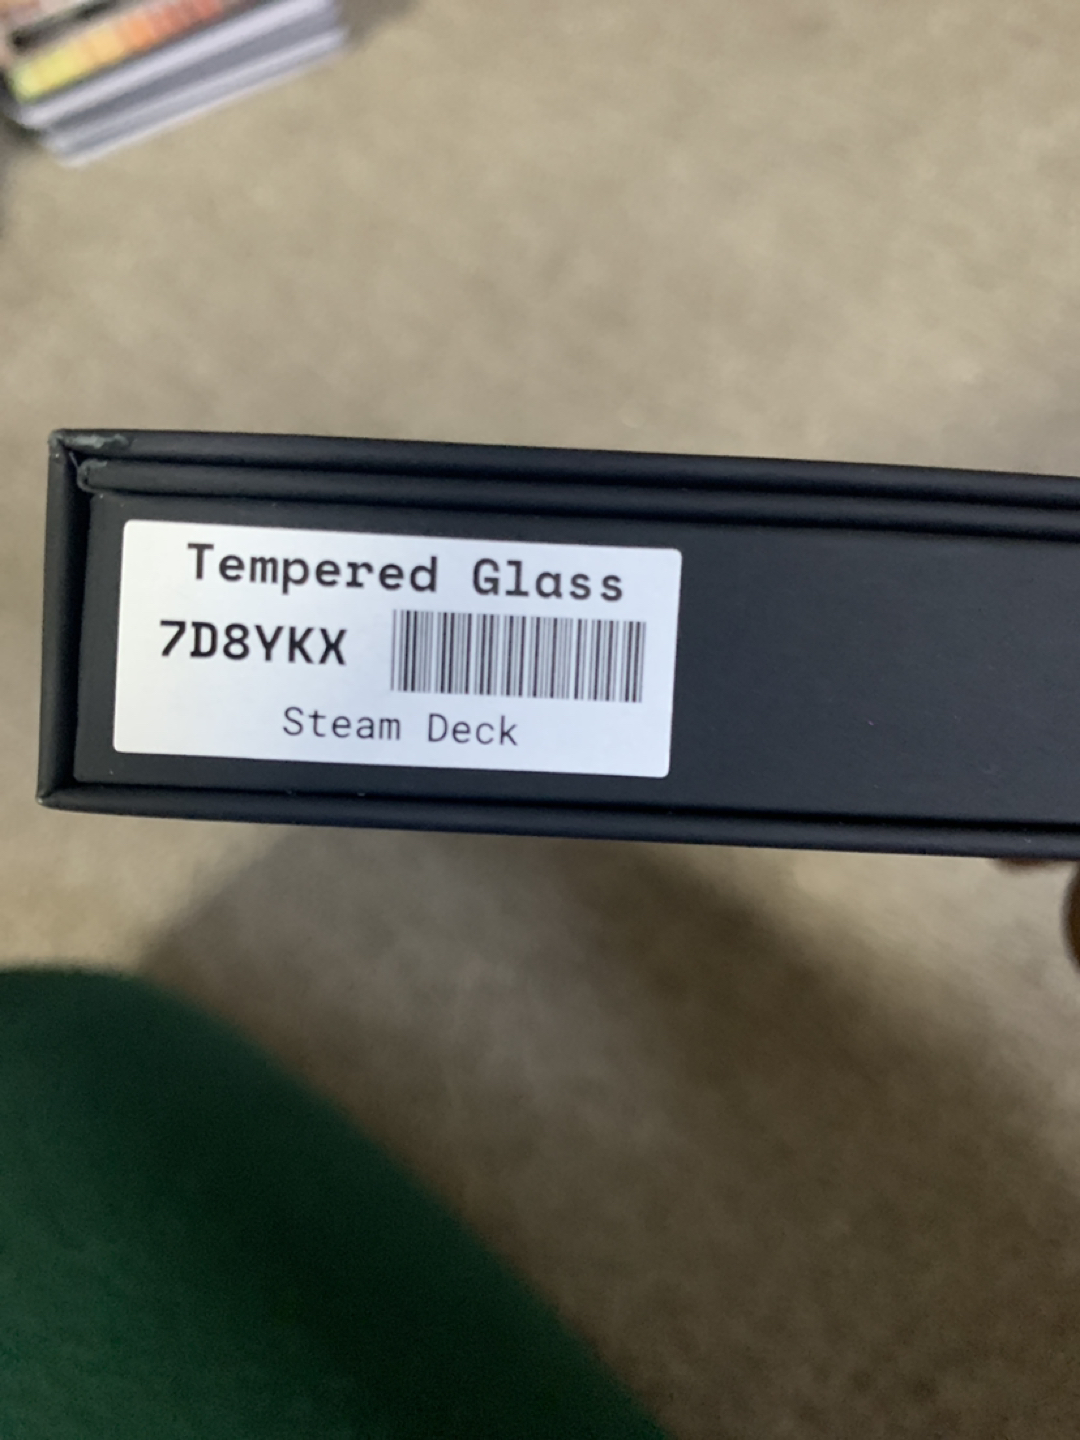 Tempered Glass
7D8YKX
Steam Deck